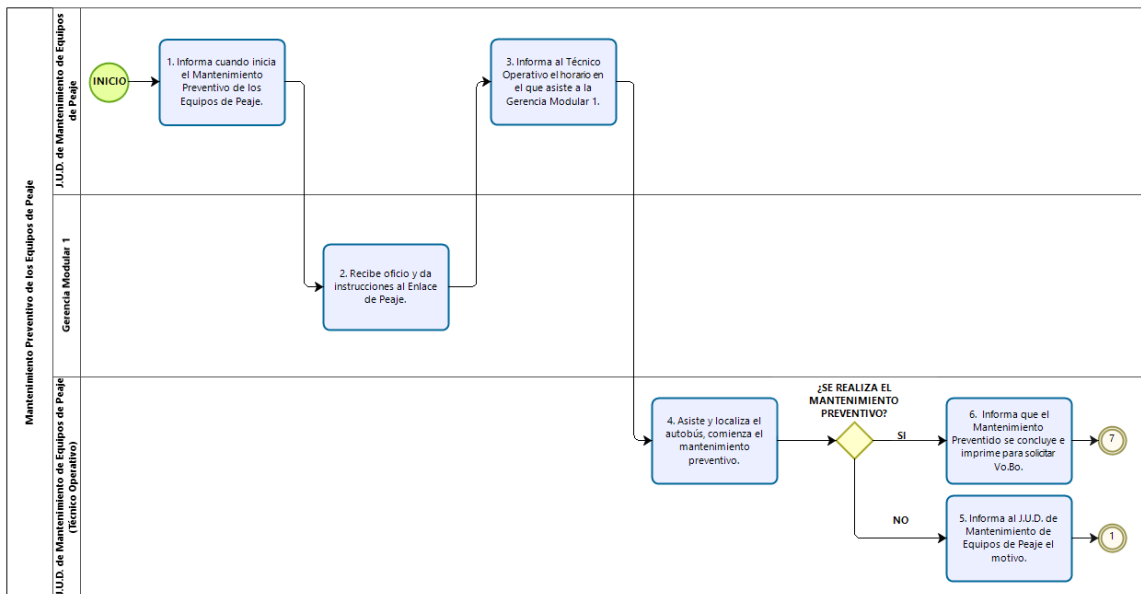 Mantenimiento Preventivo de los Equipos de Peaje
J.U.D. de Mantenimiento de Equipos
de Peaje
INICIO
1. Informa cuando inicia
el Mantenimiento
Preventivo de los
Equipos de Peaje.
3. Informa al Técnico
Operativo el horario en
el que asiste a la
Gerencia Modular 1.
Gerencia Modular 1
2. Recibe oficio y da
instrucciones al Enlace
de Peaje.
J.U.D. de Mantenimiento de Equipos de Peaje
(Técnico Operativo)
4. Asiste y localiza el
autobús, comienza el
mantenimiento
preventivo.
¿SE REALIZA EL
MANTENIMIENTO
PREVENTIVO?
SI
6. Informa que el
Mantenimiento
Preventido se concluye e
imprime para solicitar
Vo.Bo.
7
NO
5. Informa al J.U.D. de
Mantenimiento de
Equipos de Peaje el
motivo.
1